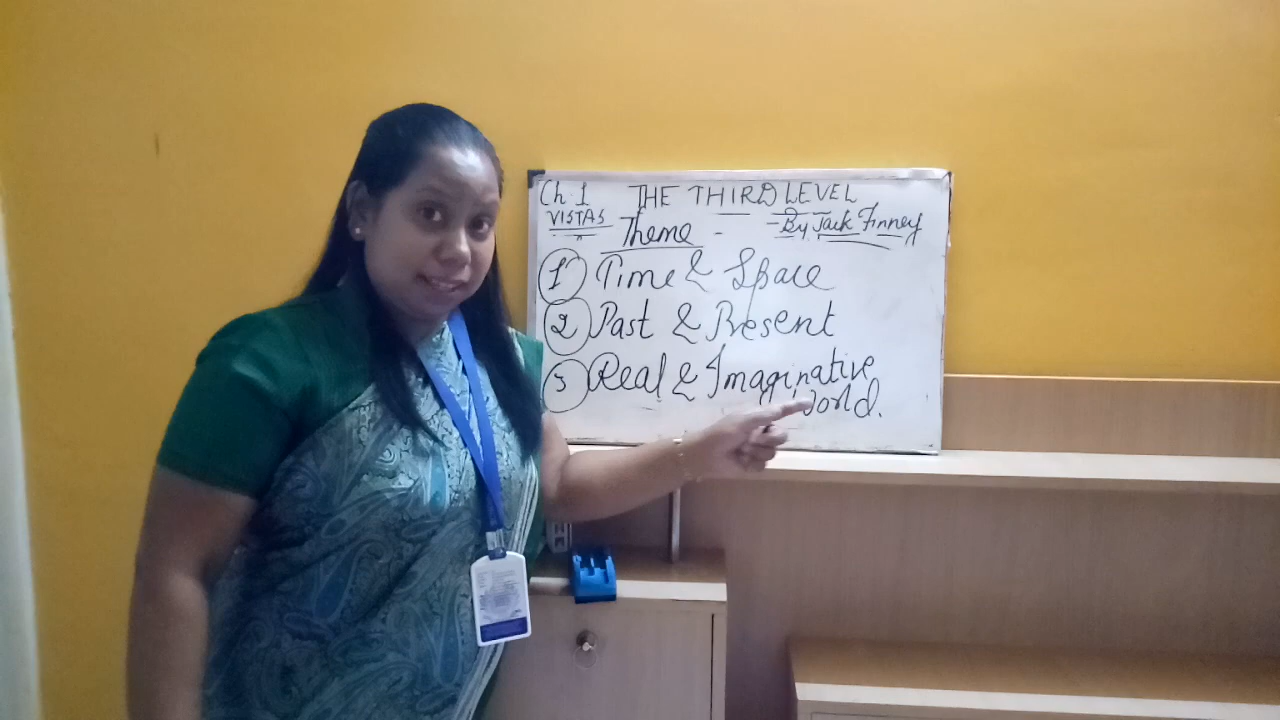 Ch. 1 THE THIRD LEVEL
VISTAS
Theme - - By Jack Finney
1 Time & Space
2 Past & Present
3 Real & Imaginative
World.